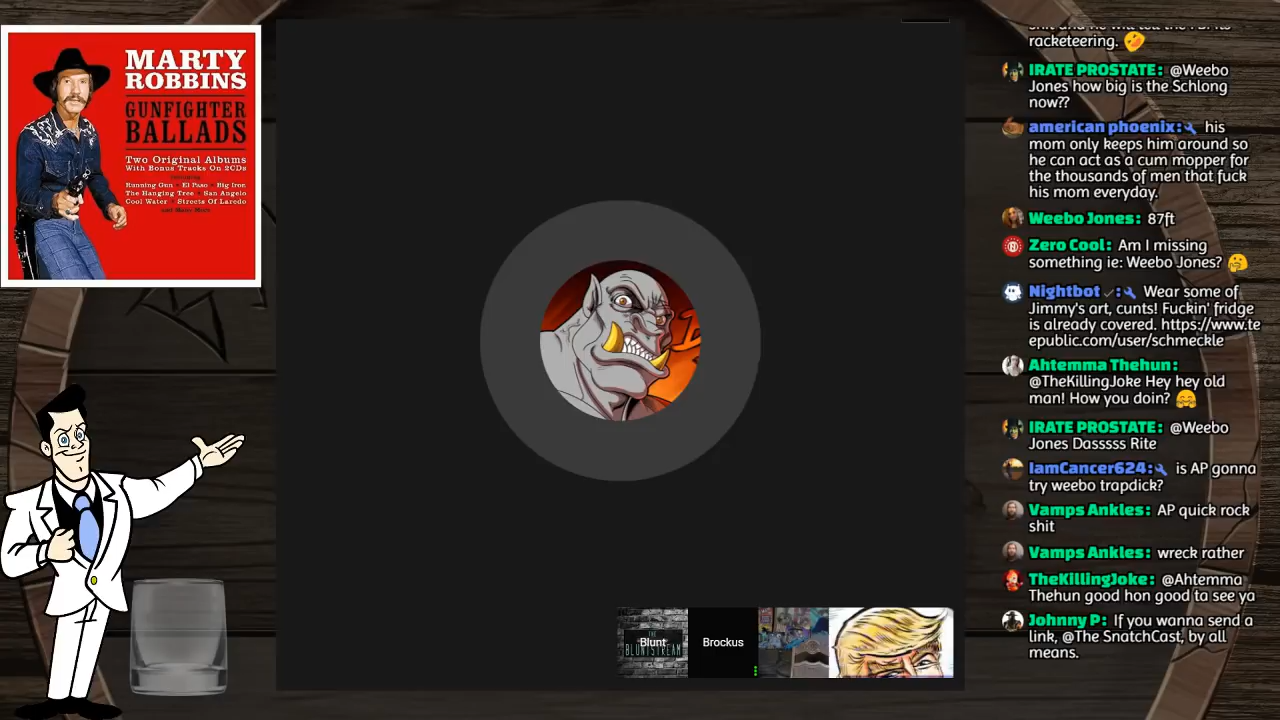 MARTY
ROBBINS
GUNFIGHTER
BALLADS
Two Original Albums
With Bonus Tracks On 2CDs
Running Gun • El Paso • Big Iron
The Hanging Tree • San Angelo
Cool Water • Streets Of Laredo
and Many More
Blunt
BLUNTSTREAM
Brockus
racketeering. 🤔
IRATE PROSTATE: @Weebo
Jones how big is the Schlong
now??
american phoenix: his
mom only keeps him around so
he can act as a cum mopper for
the thousands of men that fuck
his mom everyday.
Weebo Jones: 87ft
Zero Cool: Am I missing
something ie: Weebo Jones? 🤔
Nightbot ✓: Wear some of
Jimmy's art, cunts! Fuckin' fridge
is already covered. https://www.te
epublic.com/user/schmeckle
Ahtemma Thehun:
@TheKillingJoke Hey hey old
man! How you doin? 🤗
IRATE PROSTATE: @Weebo
Jones Dasssss Rite
IamCancer624: is AP gonna
try weebo trapdick?
Vamps Ankles: AP quick rock
shit
Vamps Ankles: wreck rather
TheKillingJoke: @Ahtemma
Thehun good hon good ta see ya
Johnny P: If you wanna send a
link, @The SnatchCast, by all
means.